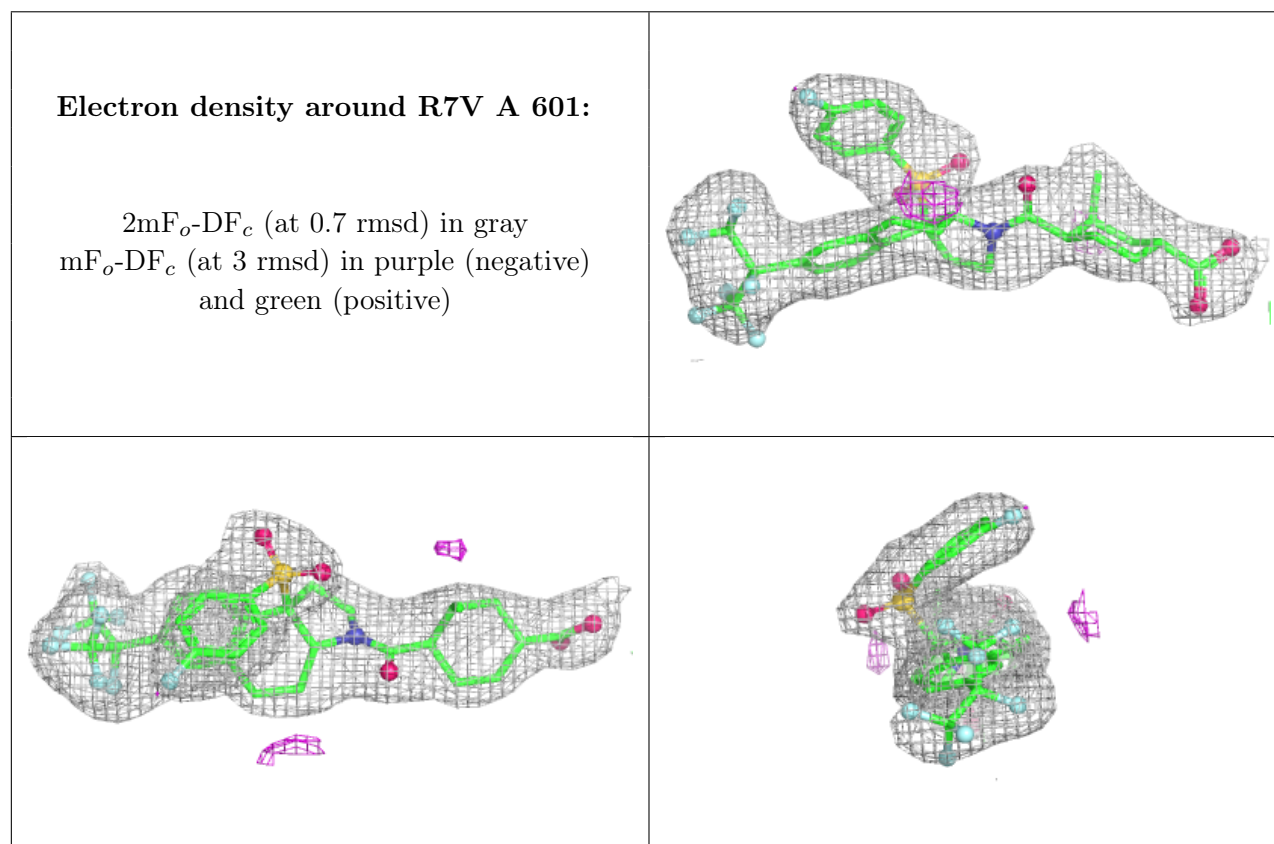 Electron density around R7V A 601:
2mFo-DFc (at 0.7 rmsd) in gray
mFo-DFc (at 3 rmsd) in purple (negative)
and green (positive)